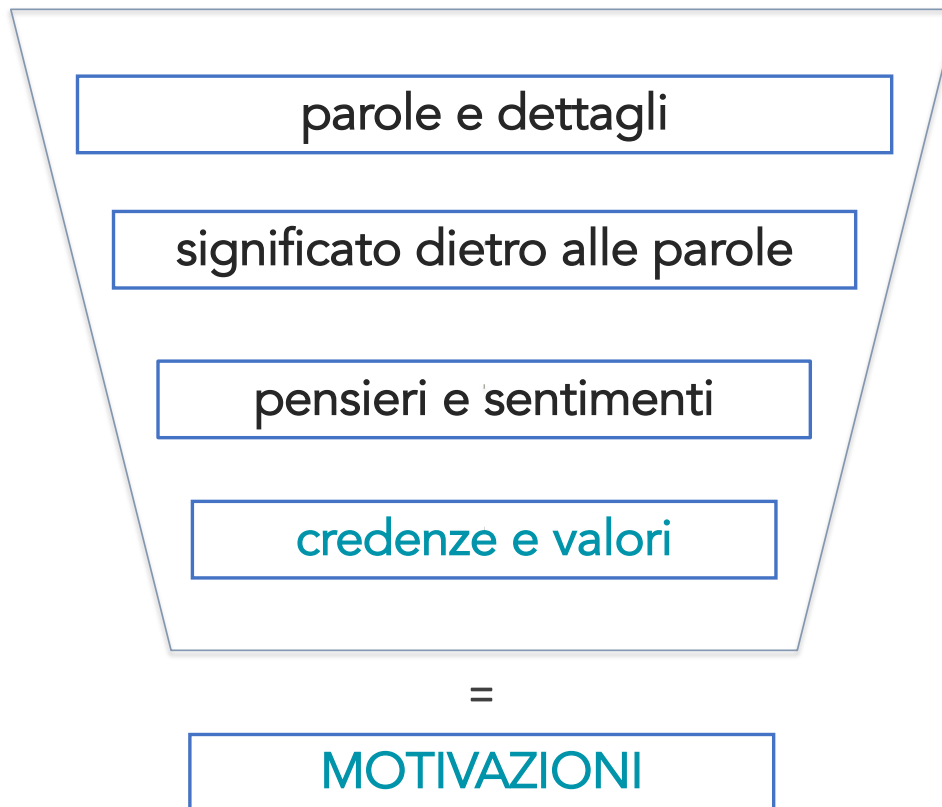 parole e dettagli
significato dietro alle parole
pensieri e sentimenti
credenze e valori
=
MOTIVAZIONI